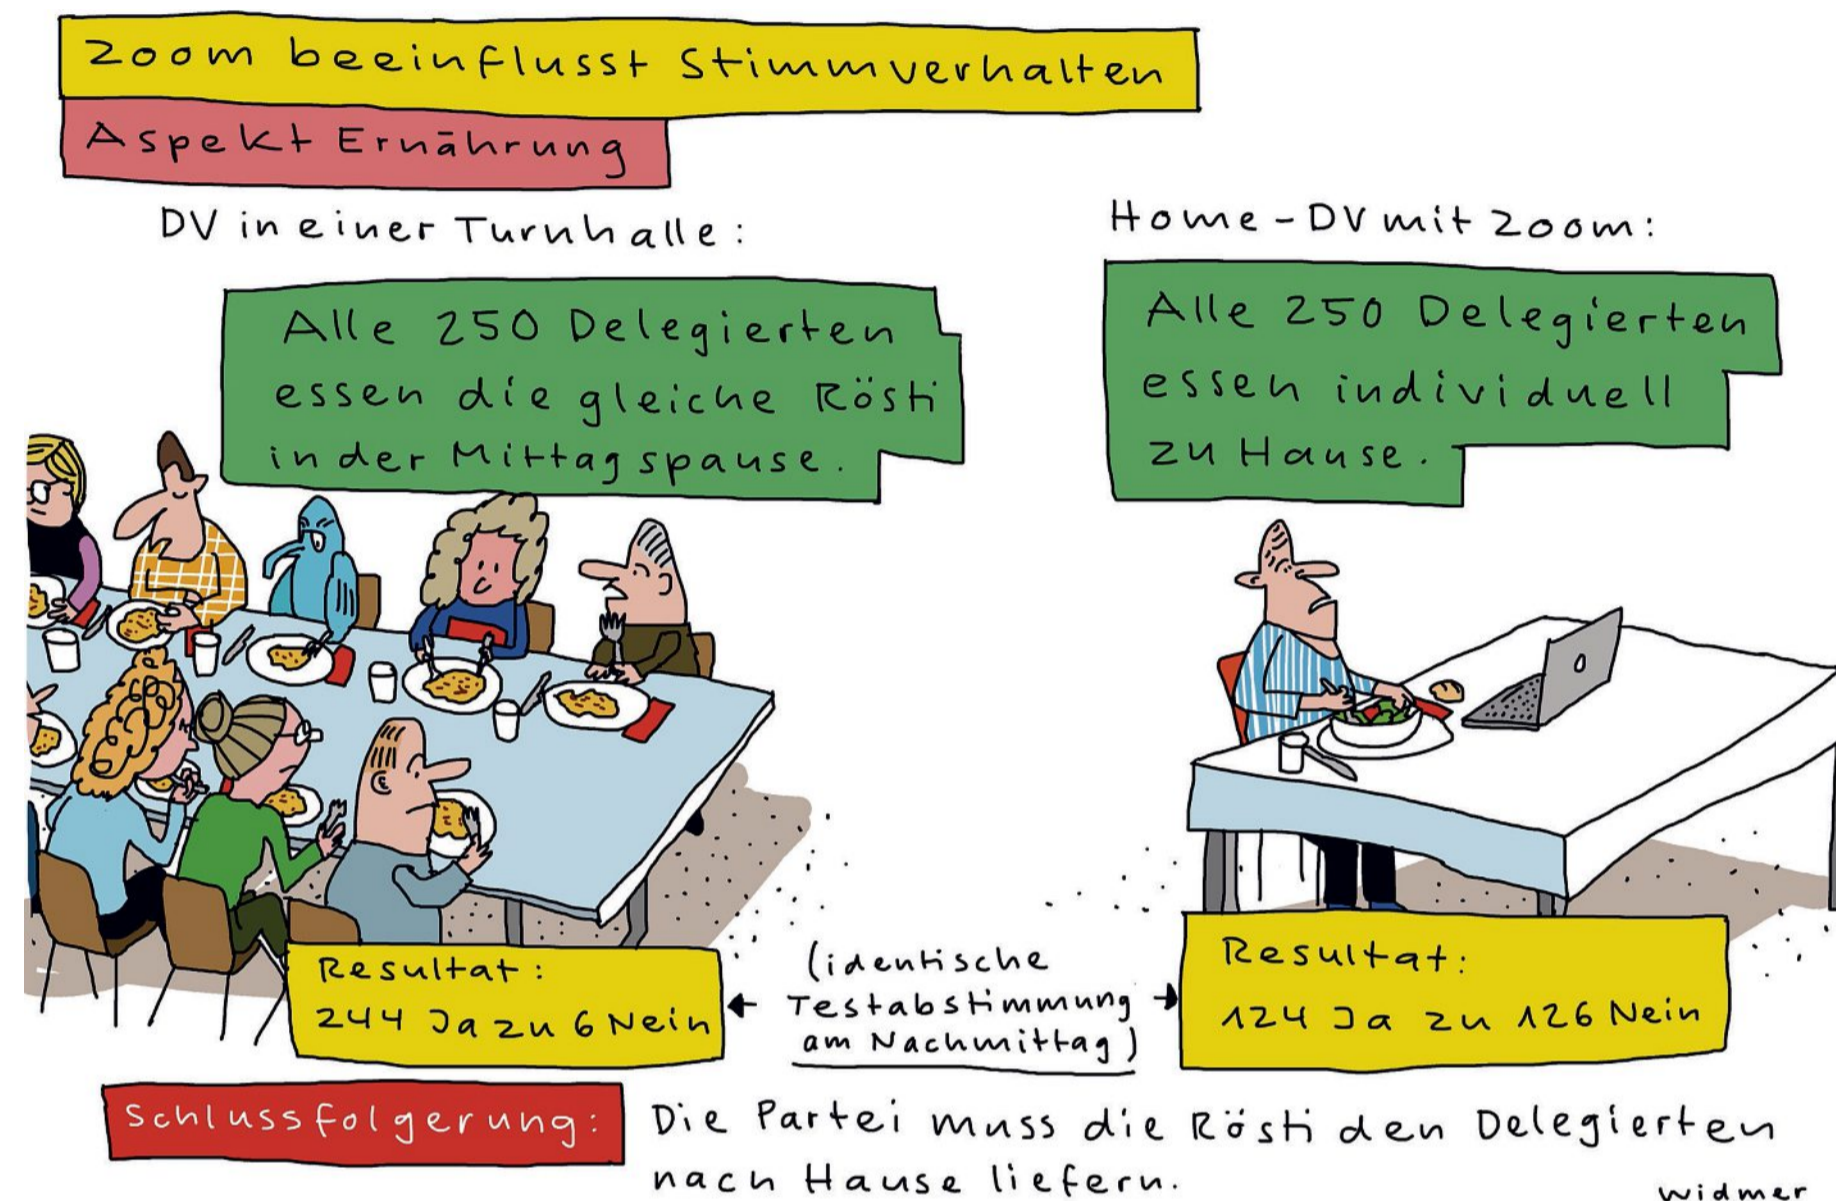 Zoom beeinflusst Stimmverhalten
Aspekt Ernährung
DV in einer Turnhalle:
Alle 250 Delegierten
essen die gleiche Rösti
in der Mittagspause.
Home-DV mit Zoom:
Alle 250 Delegierten
essen individuell
zu Hause.
Resultat:
244 Ja zu 6 Nein
(identische
Testabstimmung
am Nachmittag)
Resultat:
124 Ja zu 126 Nein
Schlussfolgerung:
Die Partei muss die Rösti den Delegierten
nach Hause liefern.
widmer